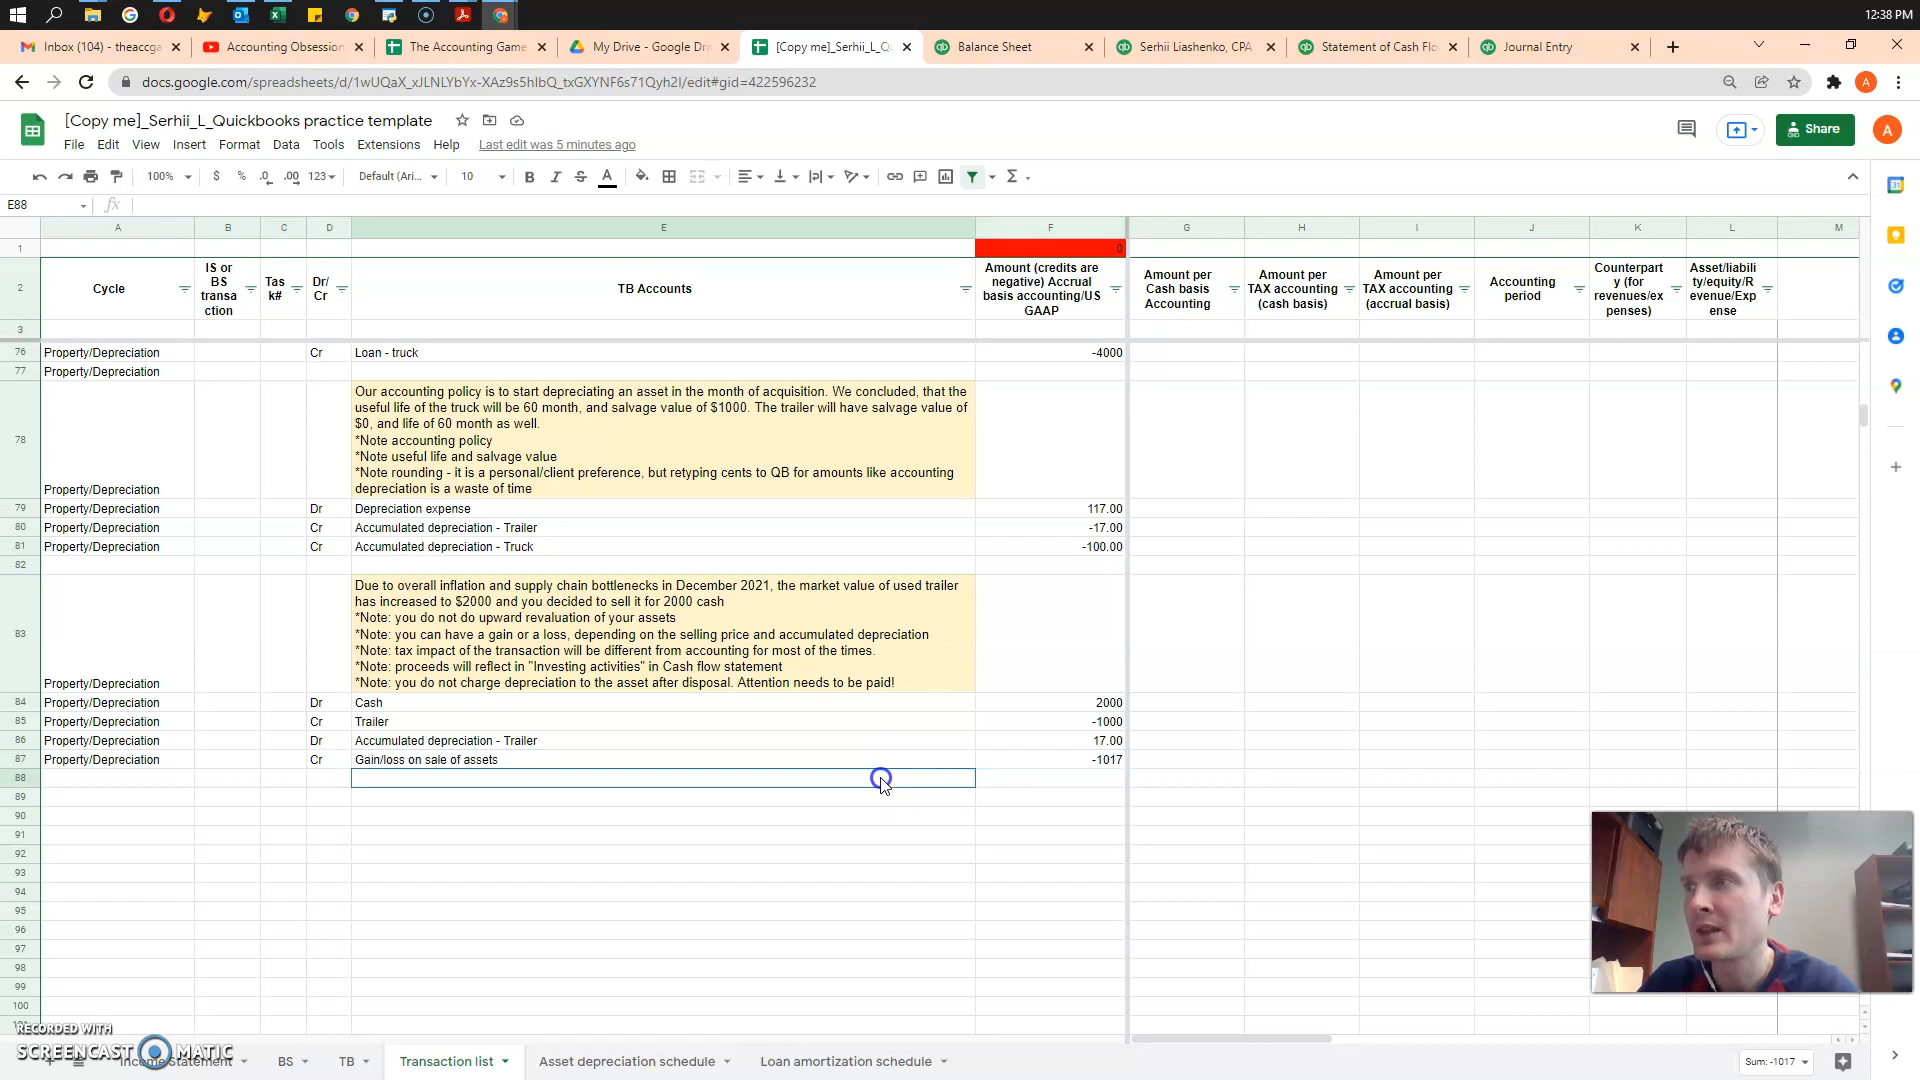 12:38 PM
Inbox (104) - theaccga
Accounting Obsession
The Accounting Game
My Drive - Google Dri
[Copy me]_Serhii_L_Qu
Balance Sheet
Serhii Liashenko, CPA
Statement of Cash Flo
Journal Entry
docs.google.com/spreadsheets/d/1wUQaX_xJLNLYbYx-XAz9s5hIbQ_txGXYNF6s71Qyh2I/edit#gid=422596232
[Copy me]_Serhii_L_Quickbooks practice template
File Edit View Insert Format Data Tools Extensions Help Last edit was 5 minutes ago
Share
A
100% $ % .0 .00 123 Default (Ari... 10 B I S A
E88 fx
A B C D E F G H I J K L M
1 0
2 Cycle
IS or
BS
transa
ction
Tas
k#
Dr/
Cr
TB Accounts
Amount (credits are
negative) Accrual
basis accounting/US
GAAP
Amount per
Cash basis
Accounting
Amount per
TAX accounting
(cash basis)
Amount per
TAX accounting
(accrual basis)
Accounting
period
Counterpart
y (for
revenues/ex
penses)
Asset/liabili
ty/equity/R
evenue/Exp
ense
3
76 Property/Depreciation Cr Loan - truck -4000
77 Property/Depreciation
Our accounting policy is to start depreciating an asset in the month of acquisition. We concluded, that the
useful life of the truck will be 60 month, and salvage value of $1000. The trailer will have salvage value of
$0, and life of 60 month as well.
*Note accounting policy
*Note useful life and salvage value
*Note rounding - it is a personal/client preference, but retyping cents to QB for amounts like accounting
depreciation is a waste of time
78 Property/Depreciation
79 Property/Depreciation Dr Depreciation expense 117.00
80 Property/Depreciation Cr Accumulated depreciation - Trailer -17.00
81 Property/Depreciation Cr Accumulated depreciation - Truck -100.00
82
Due to overall inflation and supply chain bottlenecks in December 2021, the market value of used trailer
has increased to $2000 and you decided to sell it for 2000 cash
*Note: you do not do upward revaluation of your assets
*Note: you can have a gain or a loss, depending on the selling price and accumulated depreciation
*Note: tax impact of the transaction will be different from accounting for most of the times.
*Note: proceeds will reflect in "Investing activities" in Cash flow statement
*Note: you do not charge depreciation to the asset after disposal. Attention needs to be paid!
83 Property/Depreciation
84 Property/Depreciation Dr Cash 2000
85 Property/Depreciation Cr Trailer -1000
86 Property/Depreciation Dr Accumulated depreciation - Trailer 17.00
87 Property/Depreciation Cr Gain/loss on sale of assets -1017
88
89
90
91
92
93
94
95
96
97
98
99
100
RECORDED WITH
SCREENCAST MATIC
Statement BS TB Transaction list Asset depreciation schedule Loan amortization schedule Sum: -1017